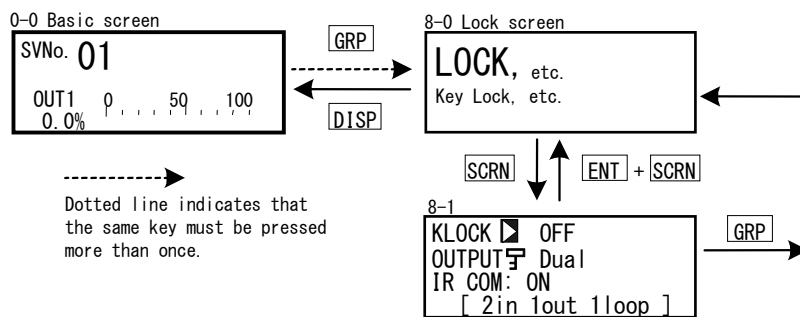 0-0 Basic screen
SVNo. 01
OUT1 0 50 100
0.0%
GRP
DISP
8-0 Lock screen
LOCK, etc.
Key Lock, etc.
SCRN
ENT + SCRN
Dotted line indicates that
the same key must be pressed
more than once.
8-1
KLOCK OFF
OUTPUT Dual
IR COM: ON
[ 2in 1out 1loop ]
GRP